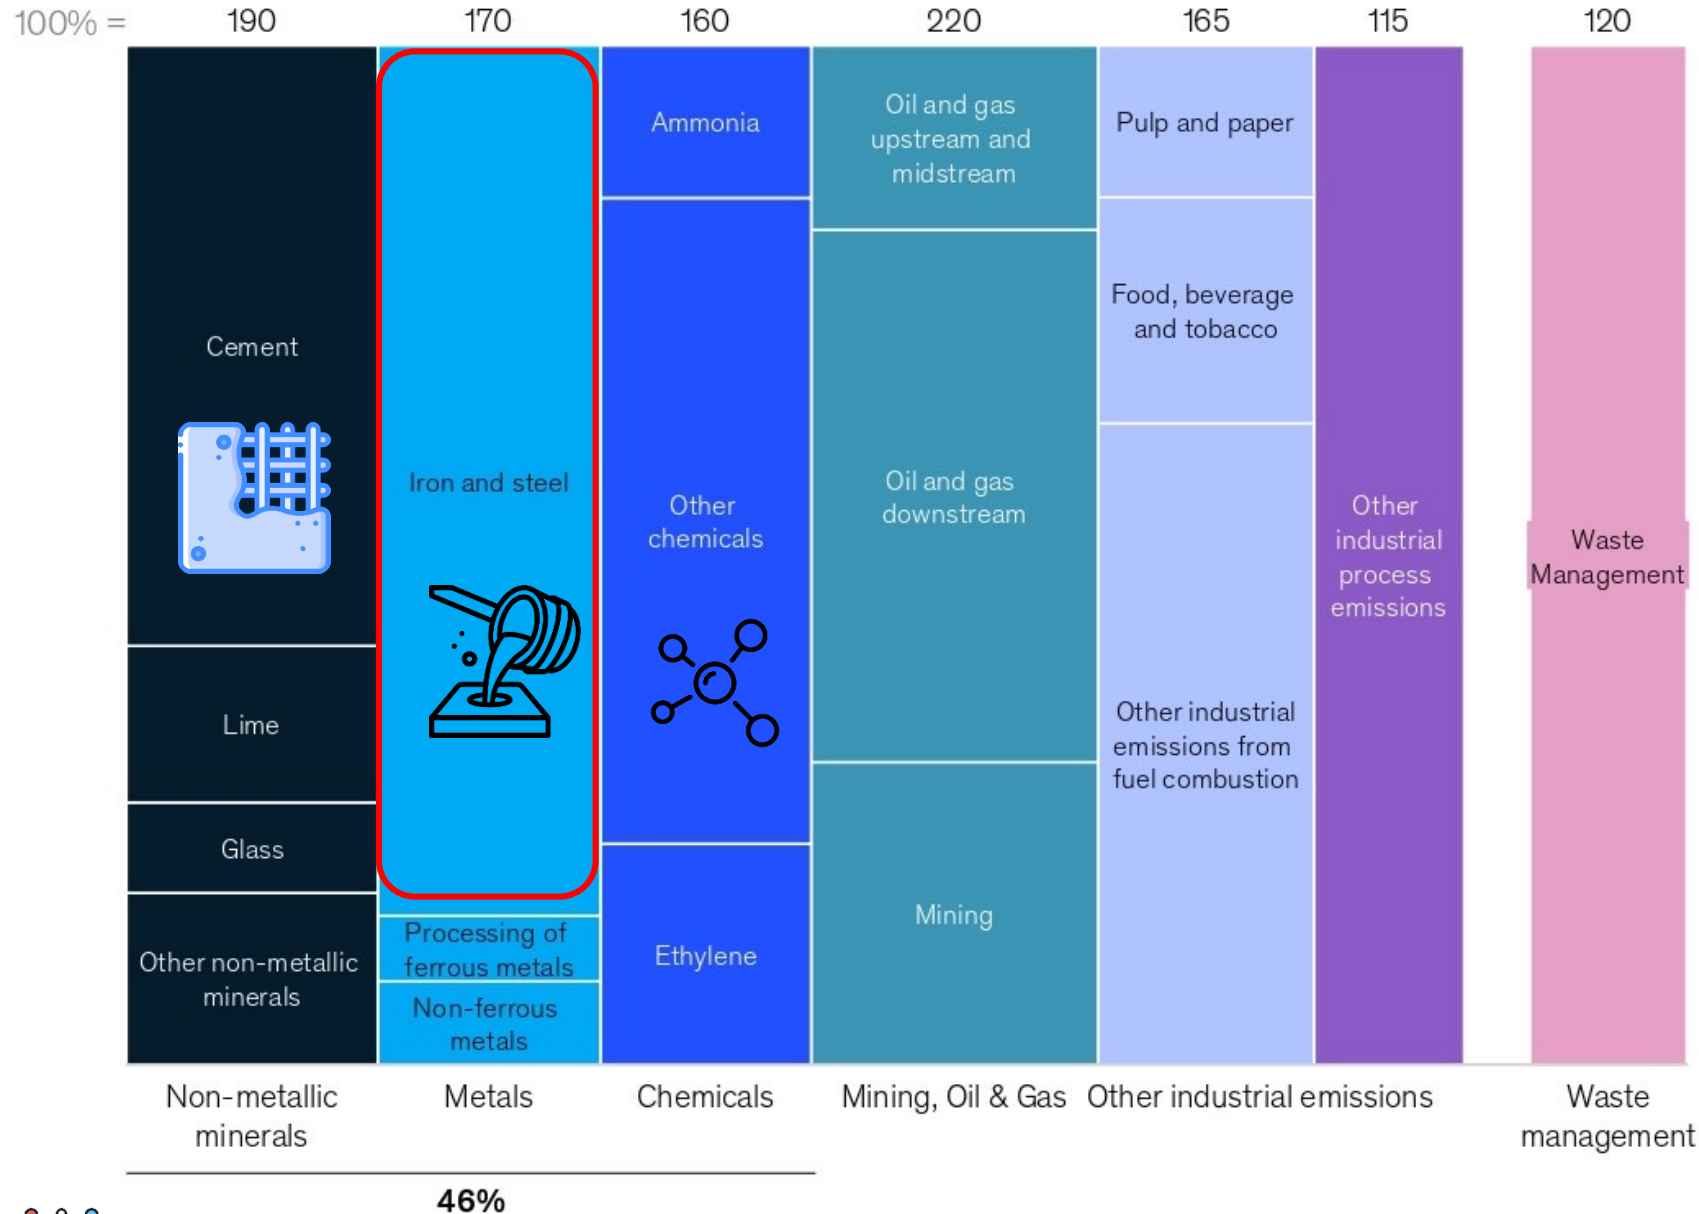 100% =
190
170
160
220
165
115
120
Cement
Lime
Glass
Other non-metallic
minerals
Iron and steel
Processing of
ferrous metals
Non-ferrous
metals
Ammonia
Other
chemicals
Ethylene
Oil and gas
upstream and
midstream
Oil and gas
downstream
Mining
Pulp and paper
Food, beverage
and tobacco
Other industrial
emissions from
fuel combustion
Other
industrial
process
emissions
Waste
Management
Non-metallic
minerals
Metals
Chemicals
Mining, Oil & Gas
Other industrial emissions
Waste
management
46%